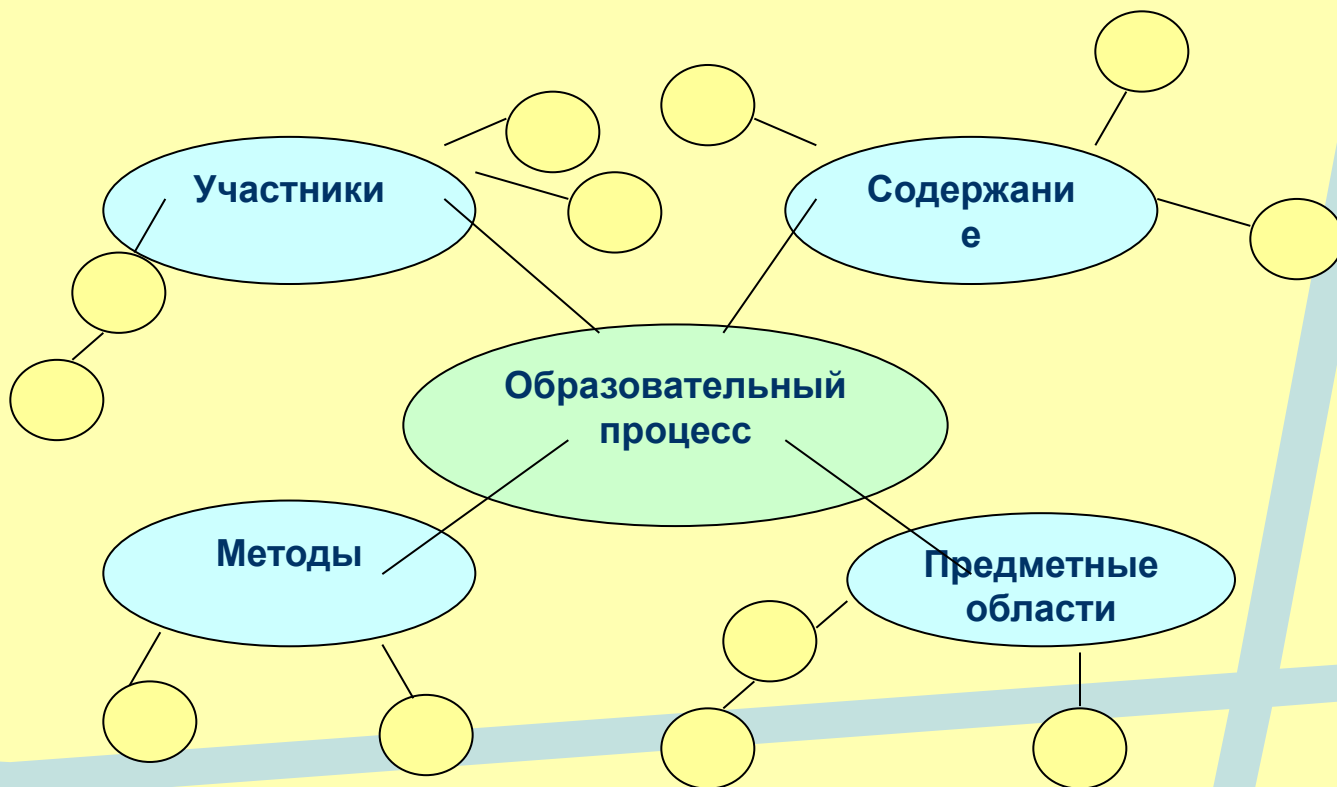 Участники
Содержани
е
Образовательный
процесс
Методы
Предметные
области